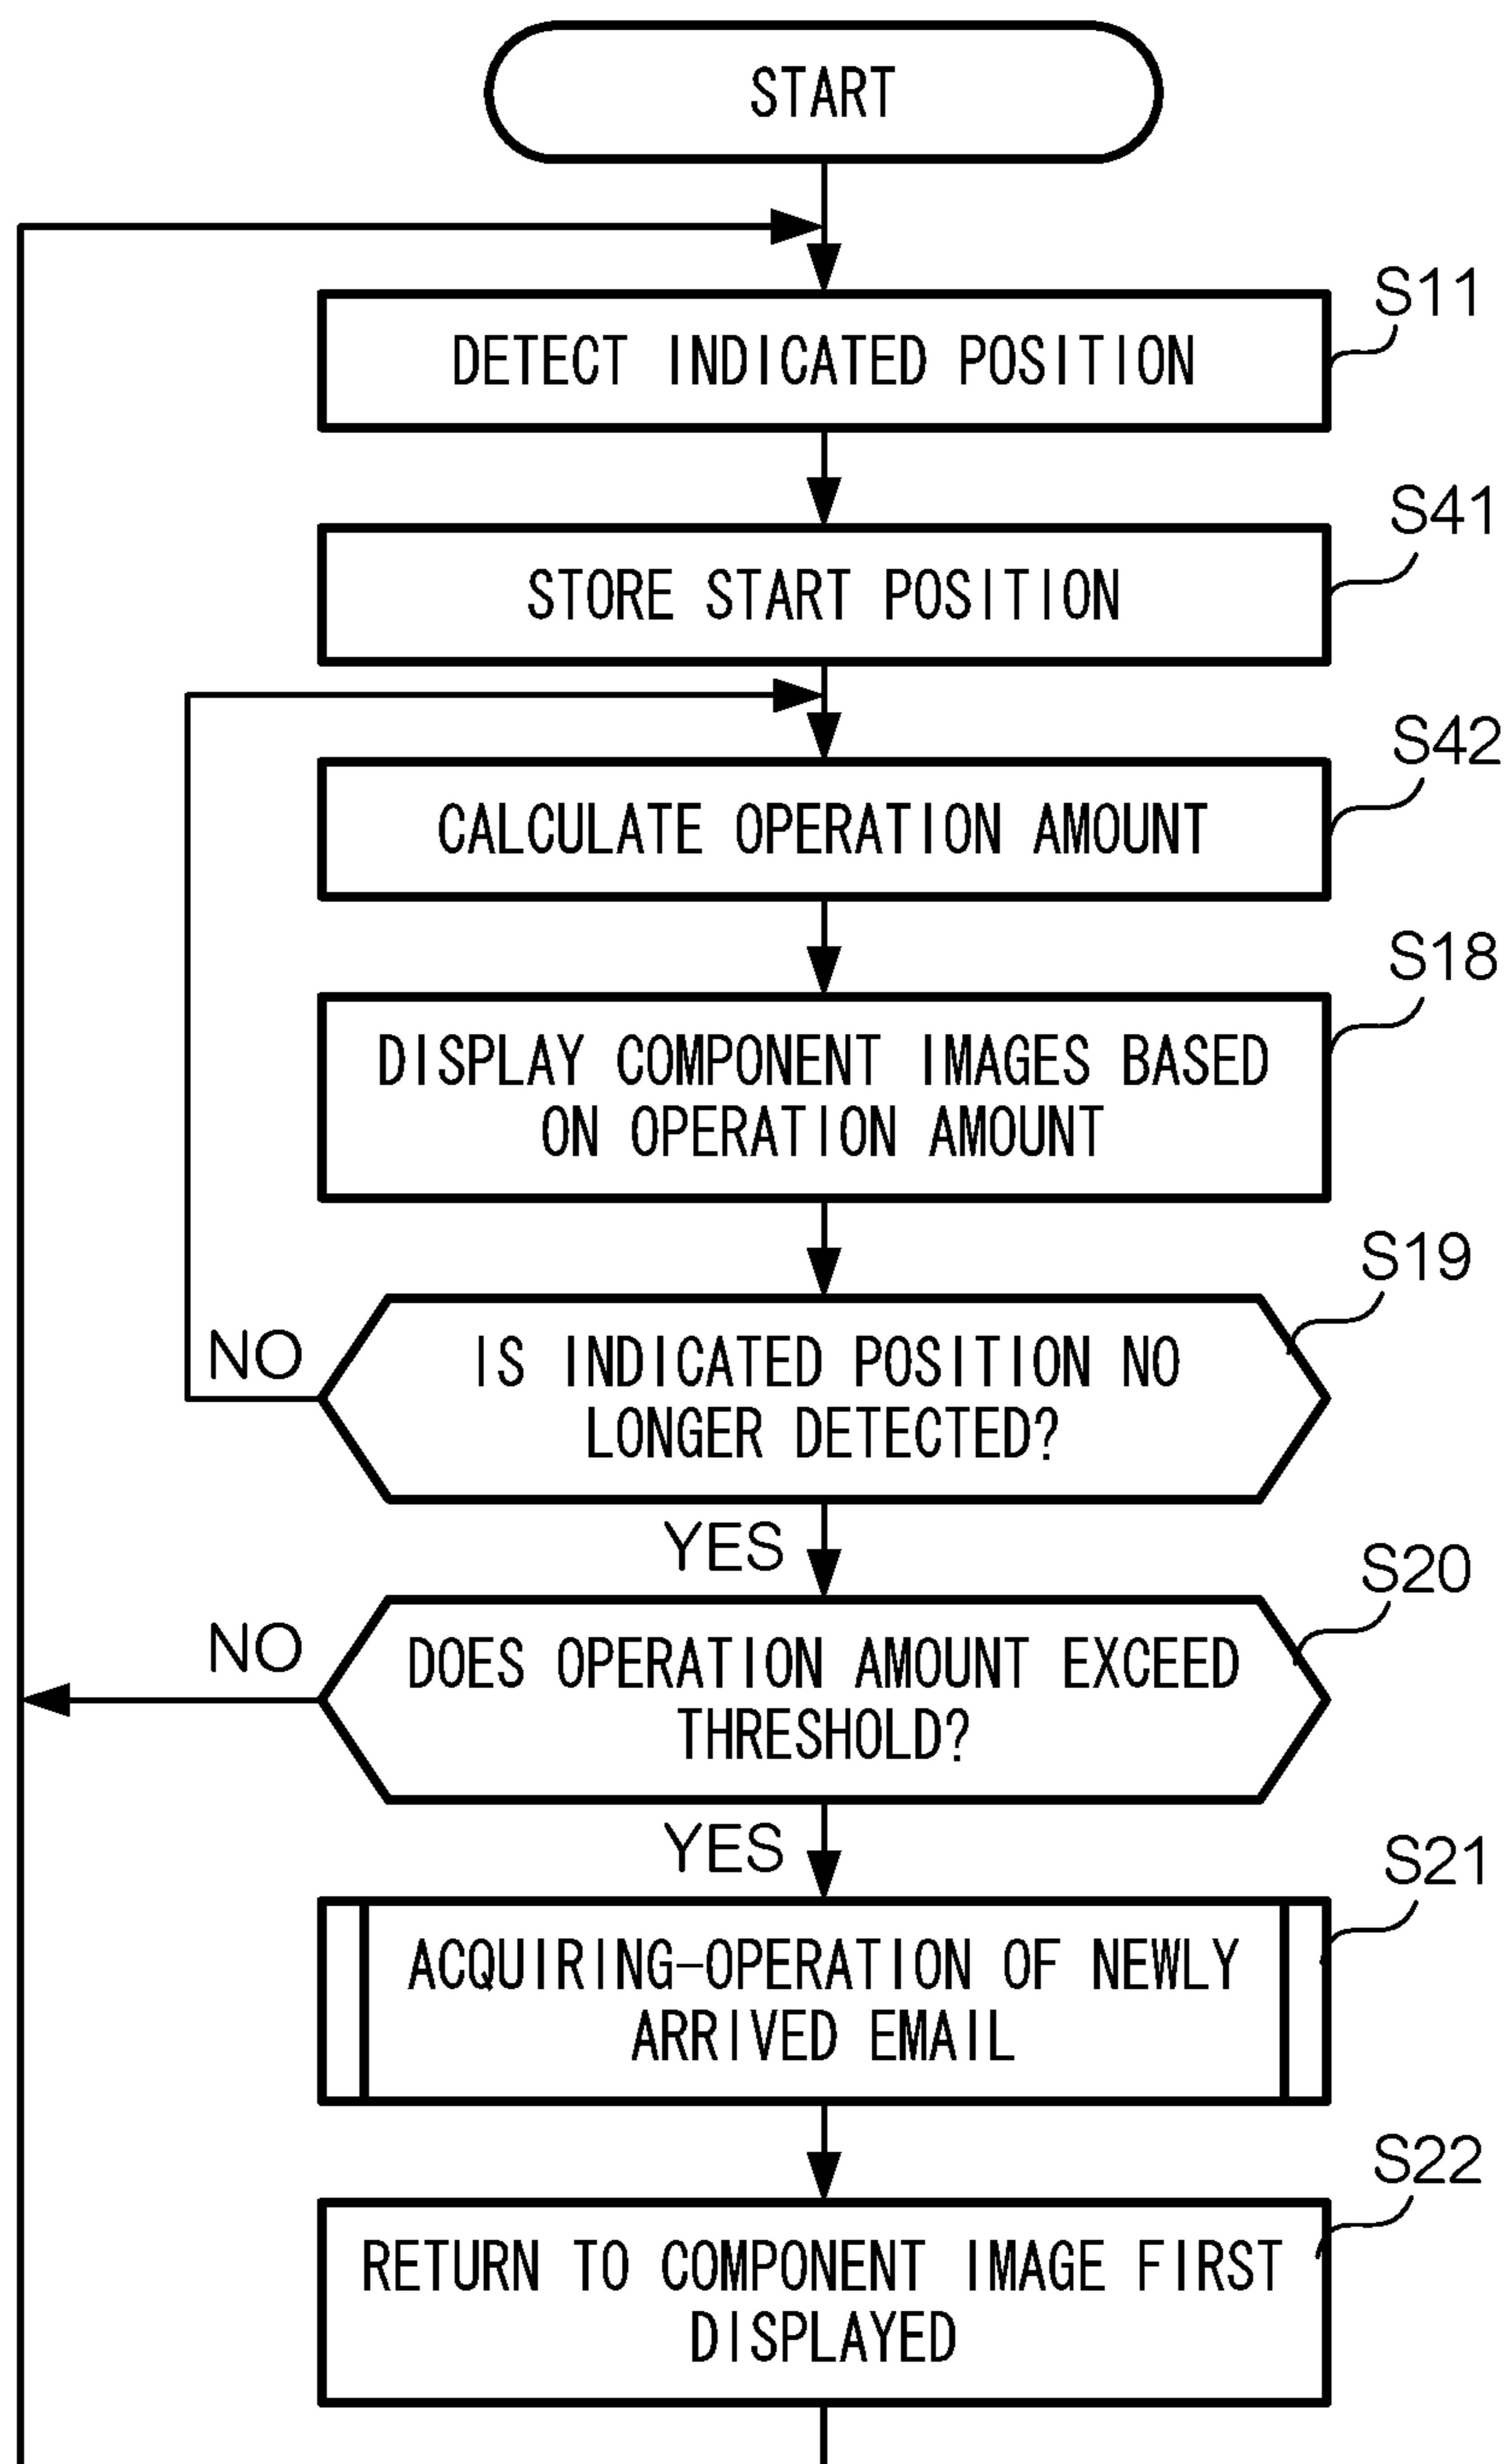 START
S11
DETECT INDICATED POSITION
S41
STORE START POSITION
S42
CALCULATE OPERATION AMOUNT
S18
DISPLAY COMPONENT IMAGES BASED
ON OPERATION AMOUNT
S19
NO
IS INDICATED POSITION NO
LONGER DETECTED?
YES
S20
NO
DOES OPERATION AMOUNT EXCEED
THRESHOLD?
YES
S21
ACQUIRING-OPERATION OF NEWLY
ARRIVED EMAIL
S22
RETURN TO COMPONENT IMAGE FIRST
DISPLAYED